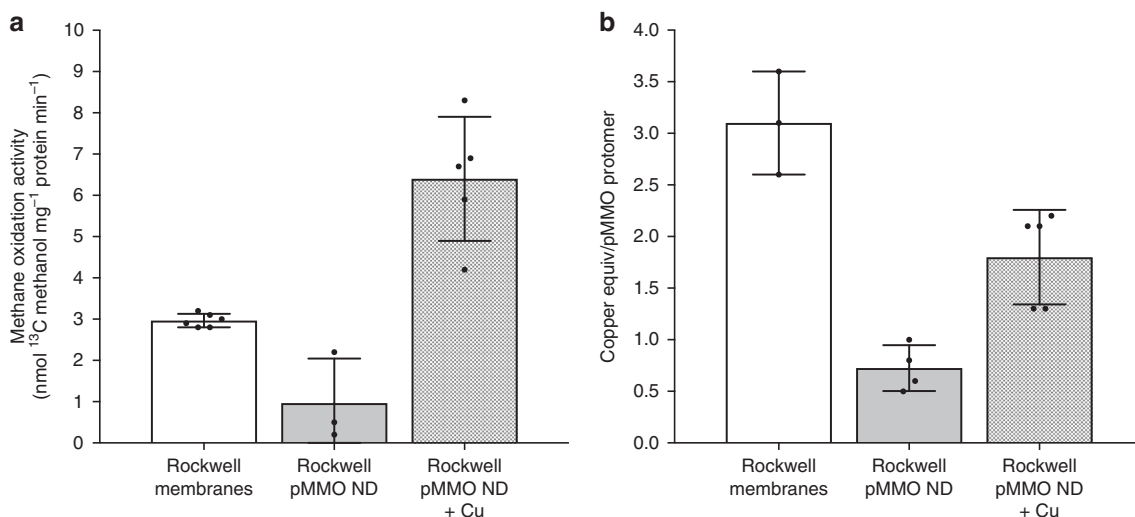 a
Methane oxidation activity
(nmol ¹³C methanol mg⁻¹ protein min⁻¹)
10
9
8
7
6
5
4
3
2
1
0
Rockwell
membranes
Rockwell
pMMO ND
Rockwell
pMMO ND
+ Cu
b
Copper equiv/pMMO protomer
4.0
3.5
3.0
2.5
2.0
1.5
1.0
0.5
0.0
Rockwell
membranes
Rockwell
pMMO ND
Rockwell
pMMO ND
+ Cu